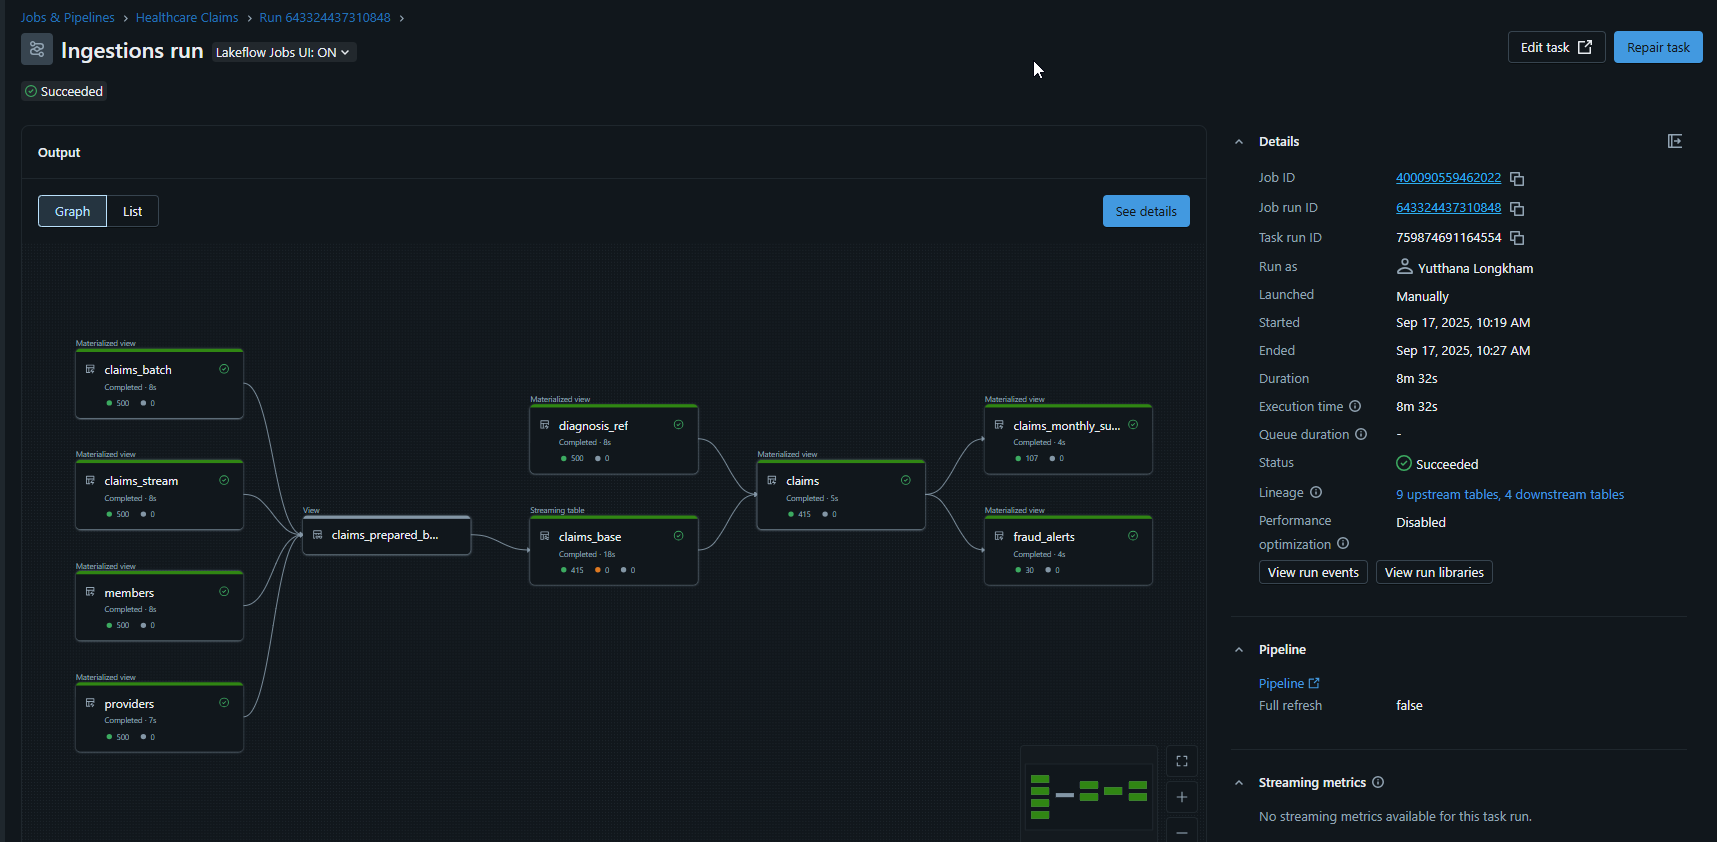 Jobs & Pipelines › Healthcare Claims › Run 643324437310848 ›
Ingestions run
Lakeflow Jobs UI: ON
Edit task
Repair task
Succeeded
Output
Graph
List
See details
Materialized view
claims_batch
Completed · 8s
500 0
Materialized view
claims_stream
Completed · 8s
500 0
Materialized view
members
Completed · 8s
500 0
Materialized view
providers
Completed · 7s
500 0
View
claims_prepared_b...
Materialized view
diagnosis_ref
Completed · 8s
500 0
Streaming table
claims_base
Completed · 18s
415 0 0
Materialized view
claims
Completed · 5s
415 0
Materialized view
claims_monthly_su...
Completed · 4s
107 0
Materialized view
fraud_alerts
Completed · 4s
30 0
Details
Job ID 400090559462022
Job run ID 643324437310848
Task run ID 759874691164554
Run as Yutthana Longkham
Launched Manually
Started Sep 17, 2025, 10:19 AM
Ended Sep 17, 2025, 10:27 AM
Duration 8m 32s
Execution time 8m 32s
Queue duration -
Status Succeeded
Lineage 9 upstream tables, 4 downstream tables
Performance optimization Disabled
View run events
View run libraries
Pipeline
Pipeline
Full refresh false
Streaming metrics
No streaming metrics available for this task run.